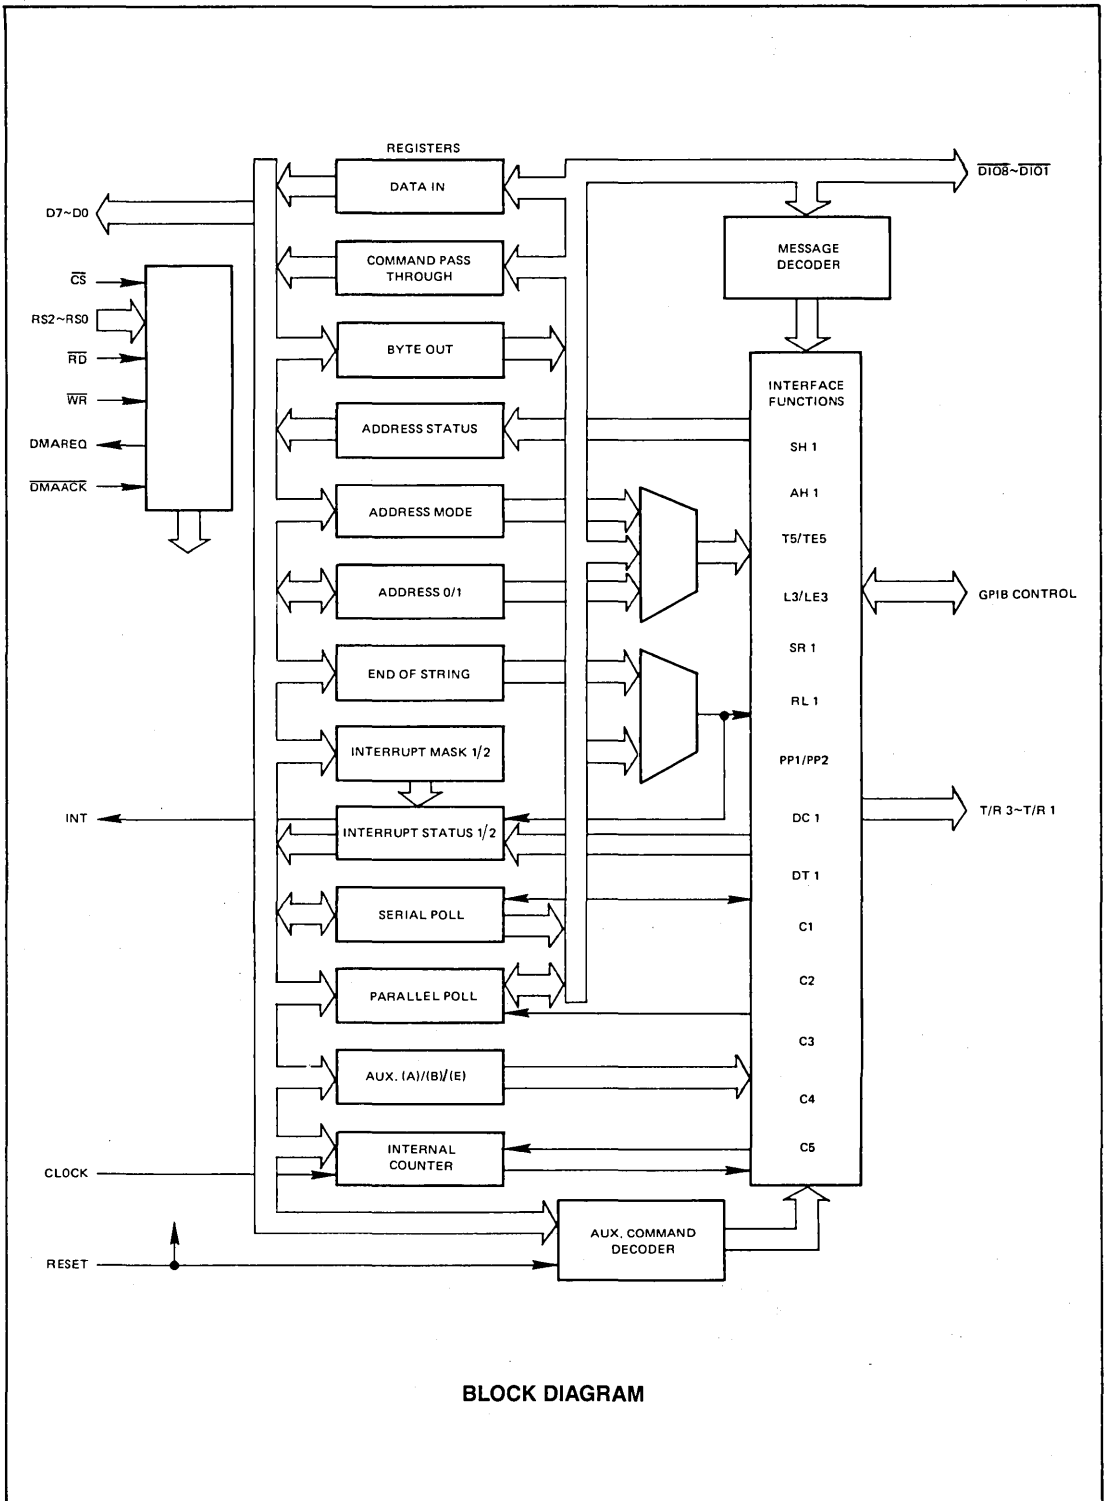 REGISTERS
DATA IN
COMMAND PASS
THROUGH
BYTE OUT
ADDRESS STATUS
ADDRESS MODE
ADDRESS 0/1
END OF STRING
INTERRUPT MASK 1/2
INTERRUPT STATUS 1/2
SERIAL POLL
PARALLEL POLL
AUX. (A)/(B)/(E)
INTERNAL
COUNTER
D7~D0
CS
RS2~RS0
RD
WR
DMAREQ
DMAACK
INT
CLOCK
RESET
MESSAGE
DECODER
INTERFACE
FUNCTIONS
SH 1
AH 1
T5/TE5
L3/LE3
SR 1
RL 1
PP1/PP2
DC 1
DT 1
C1
C2
C3
C4
C5
AUX. COMMAND
DECODER
DIO8~DIO1
GPIB CONTROL
T/R 3~T/R 1
BLOCK DIAGRAM